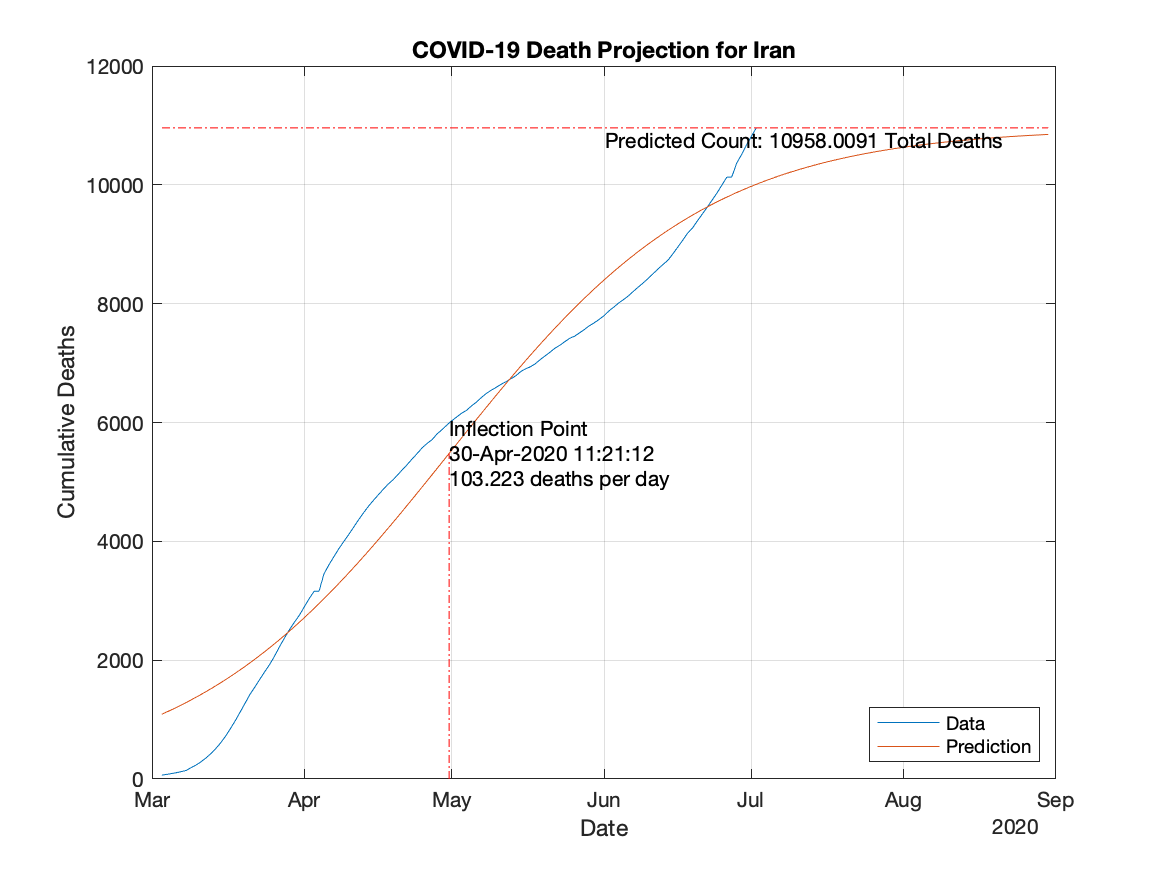 COVID-19 Death Projection for Iran
12000
10000
8000
6000
4000
2000
0
Cumulative Deaths
Predicted Count: 10958.0091 Total Deaths
Inflection Point
30-Apr-2020 11:21:12
103.223 deaths per day
Data
Prediction
Mar Apr May Jun Jul Aug Sep
Date
2020